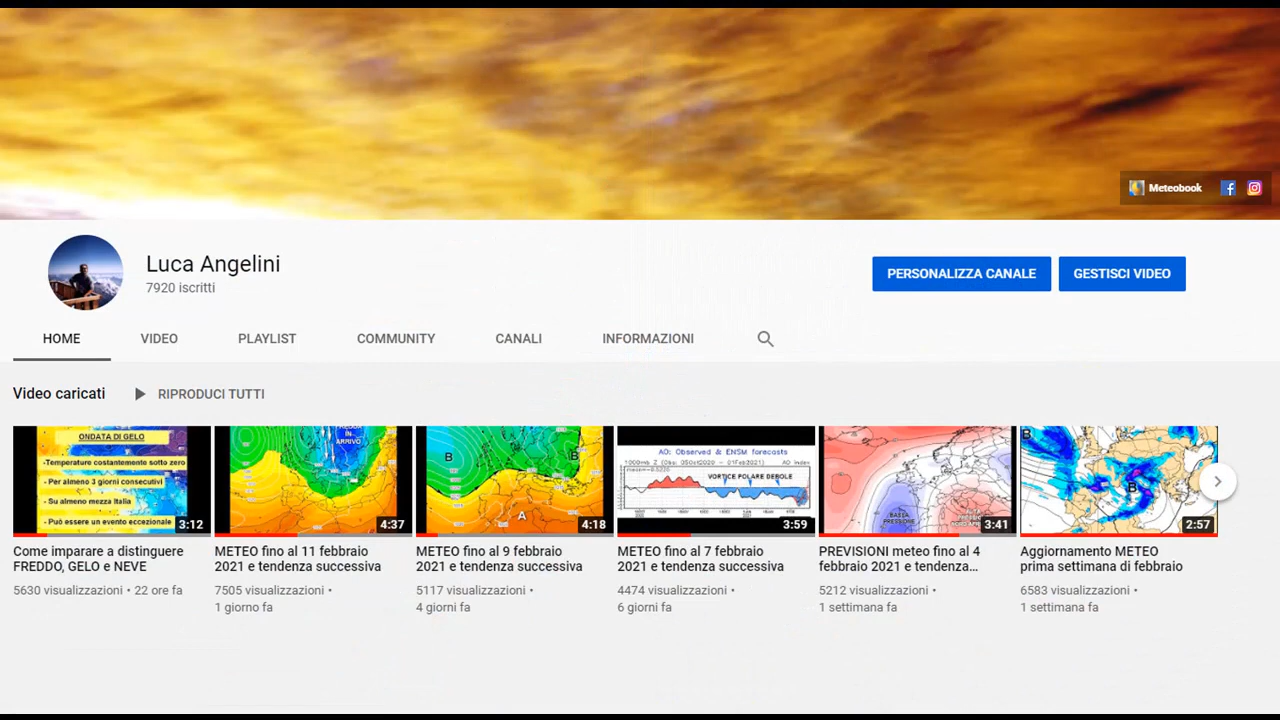 Meteobook
Luca Angelini
7920 iscritti
PERSONALIZZA CANALE
GESTISCI VIDEO
HOME
VIDEO
PLAYLIST
COMMUNITY
CANALI
INFORMAZIONI
Video caricati
RIPRODUCI TUTTI
ONDATA DI GELO
-Temperature costantemente sotto zero
- Per almeno 3 giorni consecutivi
- Su almeno mezza Italia
- Può essere un evento eccezionale
3:12
IN
ARRIVO
4:37
B
B
A
4:18
AO: Observed & ENSM forecasts
VORTICE POLARE DEBOLE
3:59
BASSA
PRESSIONE
3:41
B
B
2:57
Come imparare a distinguere
FREDDO, GELO e NEVE
5630 visualizzazioni • 22 ore fa
METEO fino al 11 febbraio
2021 e tendenza successiva
7505 visualizzazioni •
1 giorno fa
METEO fino al 9 febbraio
2021 e tendenza successiva
5117 visualizzazioni •
4 giorni fa
METEO fino al 7 febbraio
2021 e tendenza successiva
4474 visualizzazioni •
6 giorni fa
PREVISIONI meteo fino al 4
febbraio 2021 e tendenza...
5212 visualizzazioni •
1 settimana fa
Aggiornamento METEO
prima settimana di febbraio
6583 visualizzazioni •
1 settimana fa